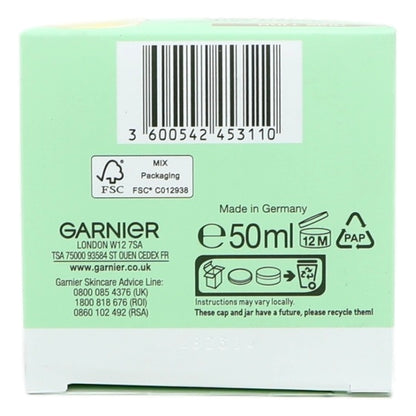 3 600542 453110
MIX
Packaging
FSC
FSC® C012938
GARNIER
LONDON W12 7SA
TSA 75000 93584 ST OUEN CEDEX FR
www.garnier.co.uk
Garnier Skincare Advice Line:
0800 085 4376 (UK)
1800 818 676 (ROI)
0860 102 492 (RSA)
Made in Germany
℮50ml
12 M
PAP
Instructions may vary locally.
These cap and jar have a future, please recycle them!